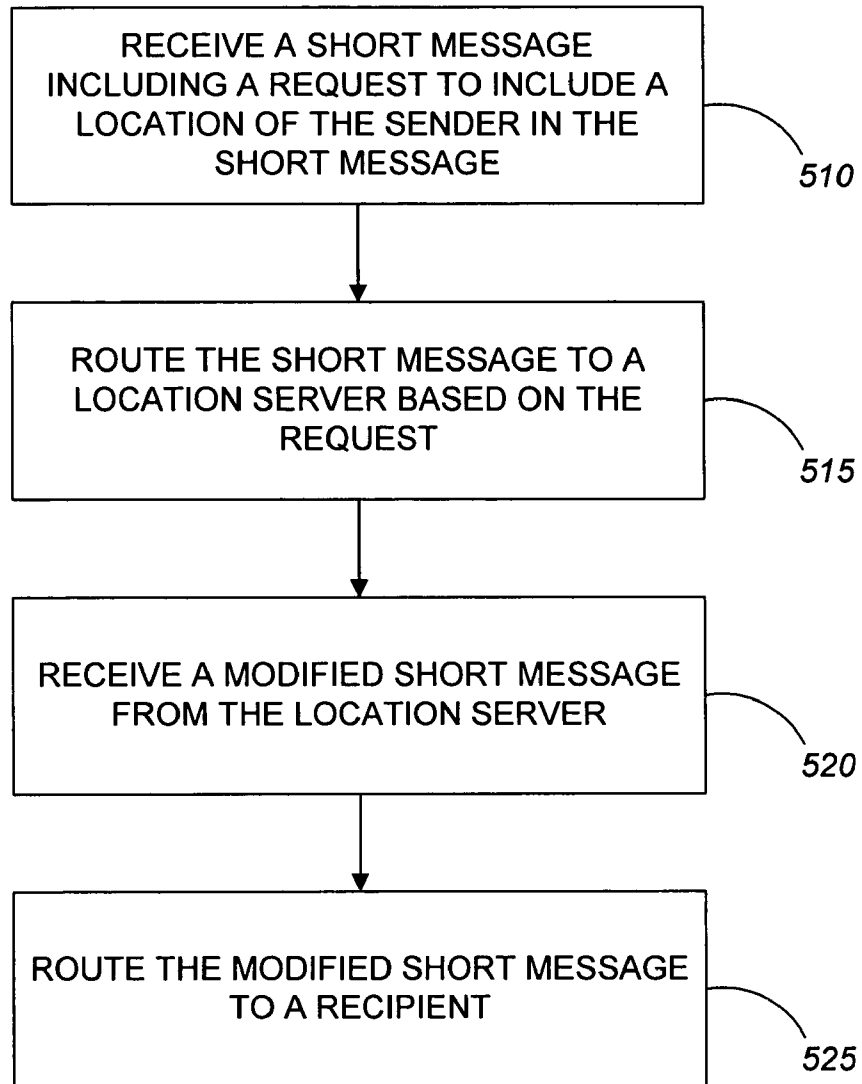 RECEIVE A SHORT MESSAGE
INCLUDING A REQUEST TO INCLUDE A
LOCATION OF THE SENDER IN THE
SHORT MESSAGE
510
ROUTE THE SHORT MESSAGE TO A
LOCATION SERVER BASED ON THE
REQUEST
515
RECEIVE A MODIFIED SHORT MESSAGE
FROM THE LOCATION SERVER
520
ROUTE THE MODIFIED SHORT MESSAGE
TO A RECIPIENT
525